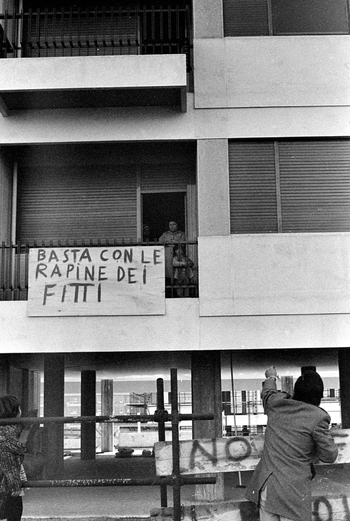 BASTA CON LE
RAPINE DEI
FITTI
NO